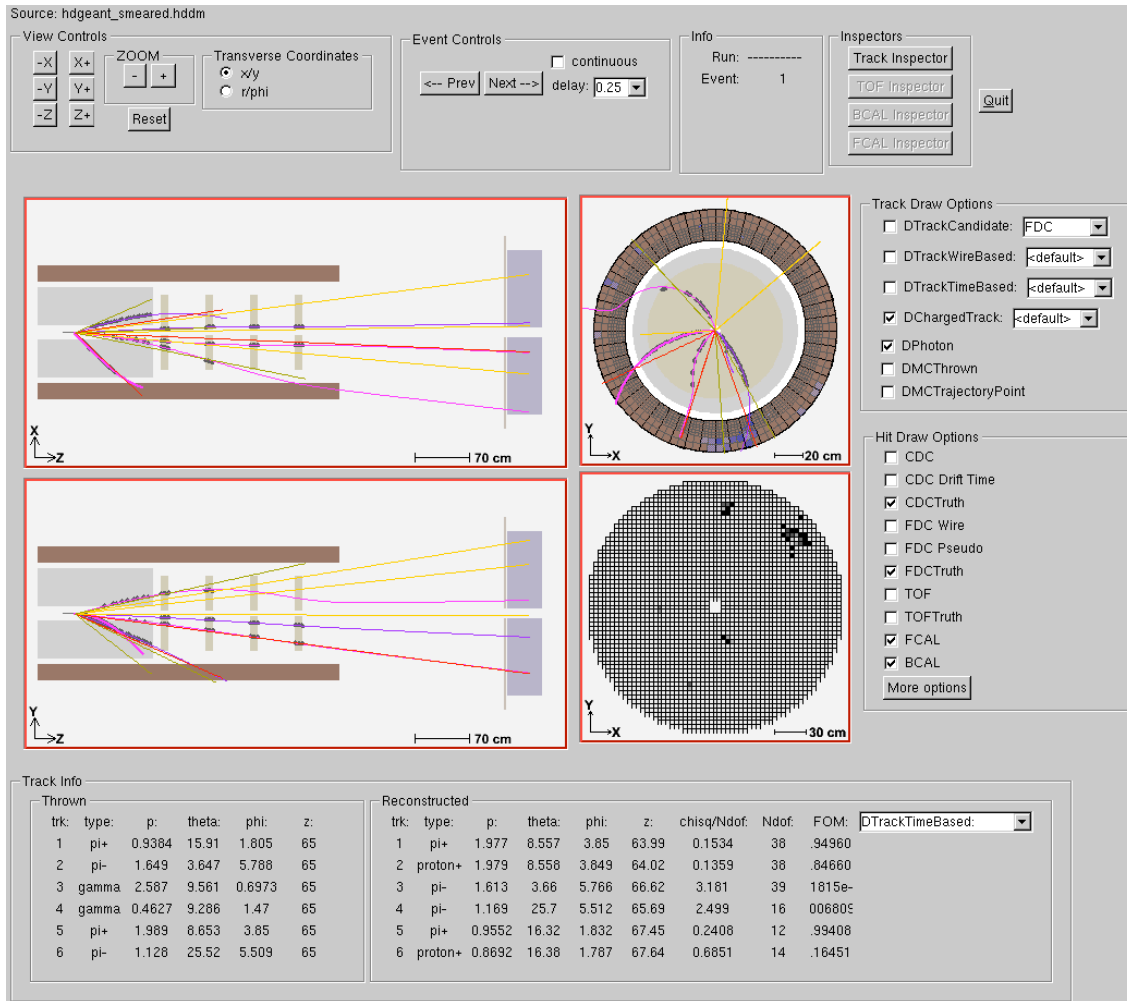 Source: hdgeant_smeared.hddm
View Controls
-X X+
-Y Y+
-Z Z+
ZOOM
- +
Reset
Transverse Coordinates
x/y
r/phi
Event Controls
continuous
<-- Prev Next --> delay: 0.25
Info
Run: ----------
Event: 1
Inspectors
Track Inspector
TOF Inspector
BCAL Inspector
FCAL Inspector
Quit
X
Z
70 cm
Y
X
20 cm
Track Draw Options
DTrackCandidate: FDC
DTrackWireBased: <default>
DTrackTimeBased: <default>
DChargedTrack: <default>
DPhoton
DMCThrown
DMCTrajectoryPoint
Y
Z
70 cm
Y
X
30 cm
Hit Draw Options
CDC
CDC Drift Time
CDCTruth
FDC Wire
FDC Pseudo
FDCTruth
TOF
TOFTruth
FCAL
BCAL
More options
Track Info
Thrown
trk: type: p: theta: phi: z:
1 pi+ 0.9384 15.91 1.805 65
2 pi- 1.649 3.647 5.788 65
3 gamma 2.587 9.561 0.6973 65
4 gamma 0.4627 9.286 1.47 65
5 pi+ 1.989 8.653 3.85 65
6 pi- 1.128 25.52 5.509 65
Reconstructed
trk: type: p: theta: phi: z: chisq/Ndof: Ndof: FOM: DTrackTimeBased:
1 pi+ 1.977 8.557 3.85 63.99 0.1534 38 .94960
2 proton+ 1.979 8.558 3.849 64.02 0.1359 38 .84660
3 pi- 1.613 3.66 5.766 66.62 3.181 39 1815e-
4 pi- 1.169 25.7 5.512 65.69 2.499 16 006809
5 pi+ 0.9552 16.32 1.832 67.45 0.2408 12 .99408
6 proton+ 0.8692 16.38 1.787 67.64 0.6851 14 .16451